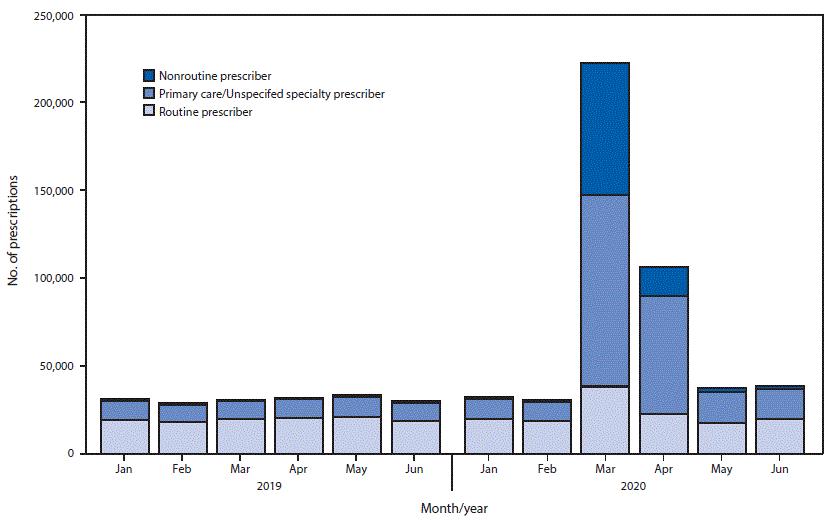 250,000
200,000
150,000
100,000
50,000
0
No. of prescriptions
Nonroutine prescriber
Primary care/Unspecifed specialty prescriber
Routine prescriber
Jan Feb Mar Apr May Jun Jan Feb Mar Apr May Jun
2019 2020
Month/year